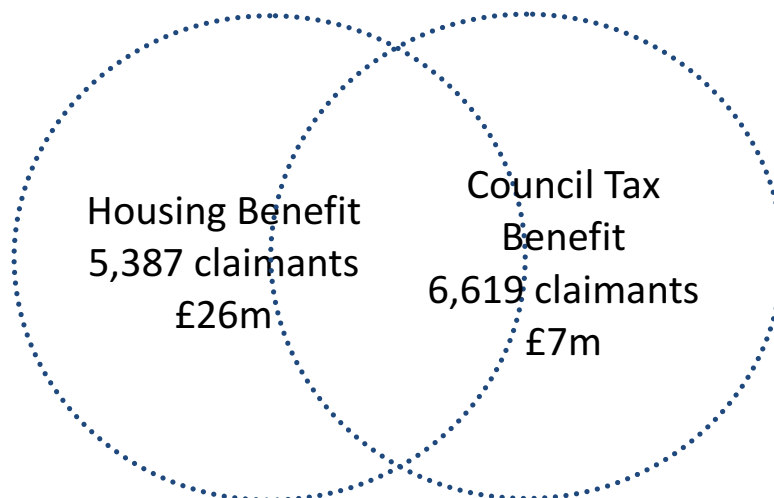 Housing Benefit
5,387 claimants
£26m
Council Tax
Benefit
6,619 claimants
£7m